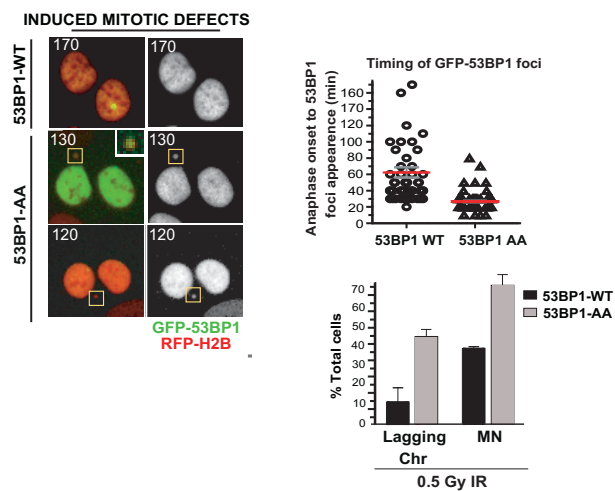 INDUCED MITOTIC DEFECTS
53BP1-WT
170
170
53BP1-AA
130
130
120
120
GFP-53BP1
RFP-H2B
Timing of GFP-53BP1 foci
Anaphase onset to 53BP1
foci appearence (min)
160
140
120
100
80
60
40
20
0
53BP1 WT 53BP1 AA
% Total cells
70
60
50
40
30
20
10
0
53BP1-WT
53BP1-AA
Lagging MN
Chr
0.5 Gy IR